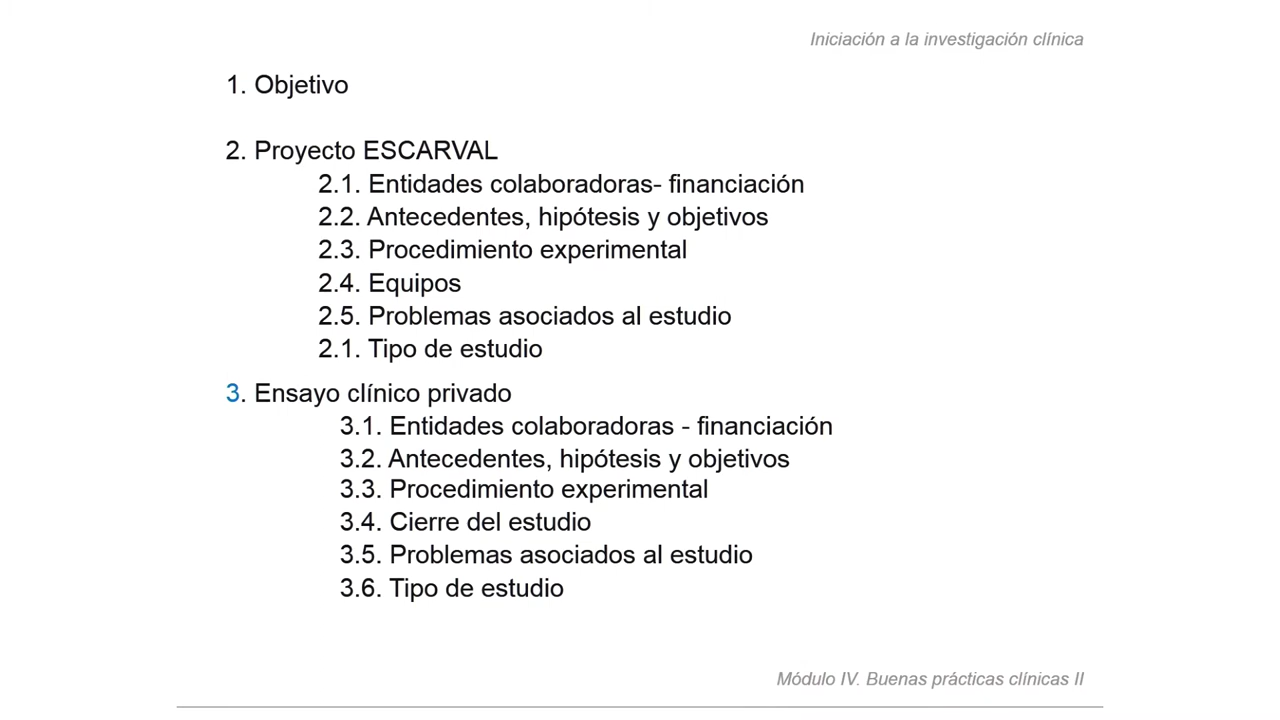 Iniciación a la investigación clínica
1. Objetivo
2. Proyecto ESCARVAL
2.1. Entidades colaboradoras- financiación
2.2. Antecedentes, hipótesis y objetivos
2.3. Procedimiento experimental
2.4. Equipos
2.5. Problemas asociados al estudio
2.1. Tipo de estudio
3. Ensayo clínico privado
3.1. Entidades colaboradoras - financiación
3.2. Antecedentes, hipótesis y objetivos
3.3. Procedimiento experimental
3.4. Cierre del estudio
3.5. Problemas asociados al estudio
3.6. Tipo de estudio
Módulo IV. Buenas prácticas clínicas II